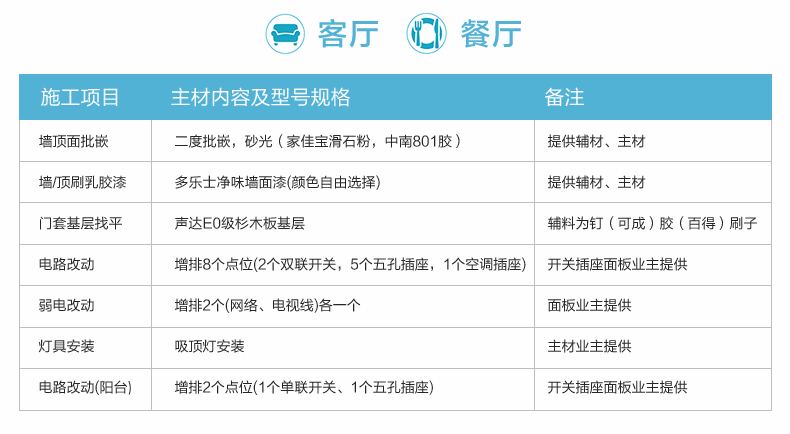 客厅 餐厅
施工项目 主材内容及型号规格 备注
墙顶面批嵌 二度批嵌，砂光（家佳宝滑石粉，中南801胶） 提供辅材、主材
墙/顶刷乳胶漆 多乐士净味墙面漆(颜色自由选择) 提供辅材、主材
门套基层找平 声达E0级杉木板基层 辅料为钉（可成）胶（百得）刷子
电路改动 增排8个点位(2个双联开关，5个五孔插座，1个空调插座) 开关插座面板业主提供
弱电改动 增排2个(网络、电视线)各一个 面板业主提供
灯具安装 吸顶灯安装 主材业主提供
电路改动(阳台) 增排2个点位(1个单联开关、1个五孔插座) 开关插座面板业主提供